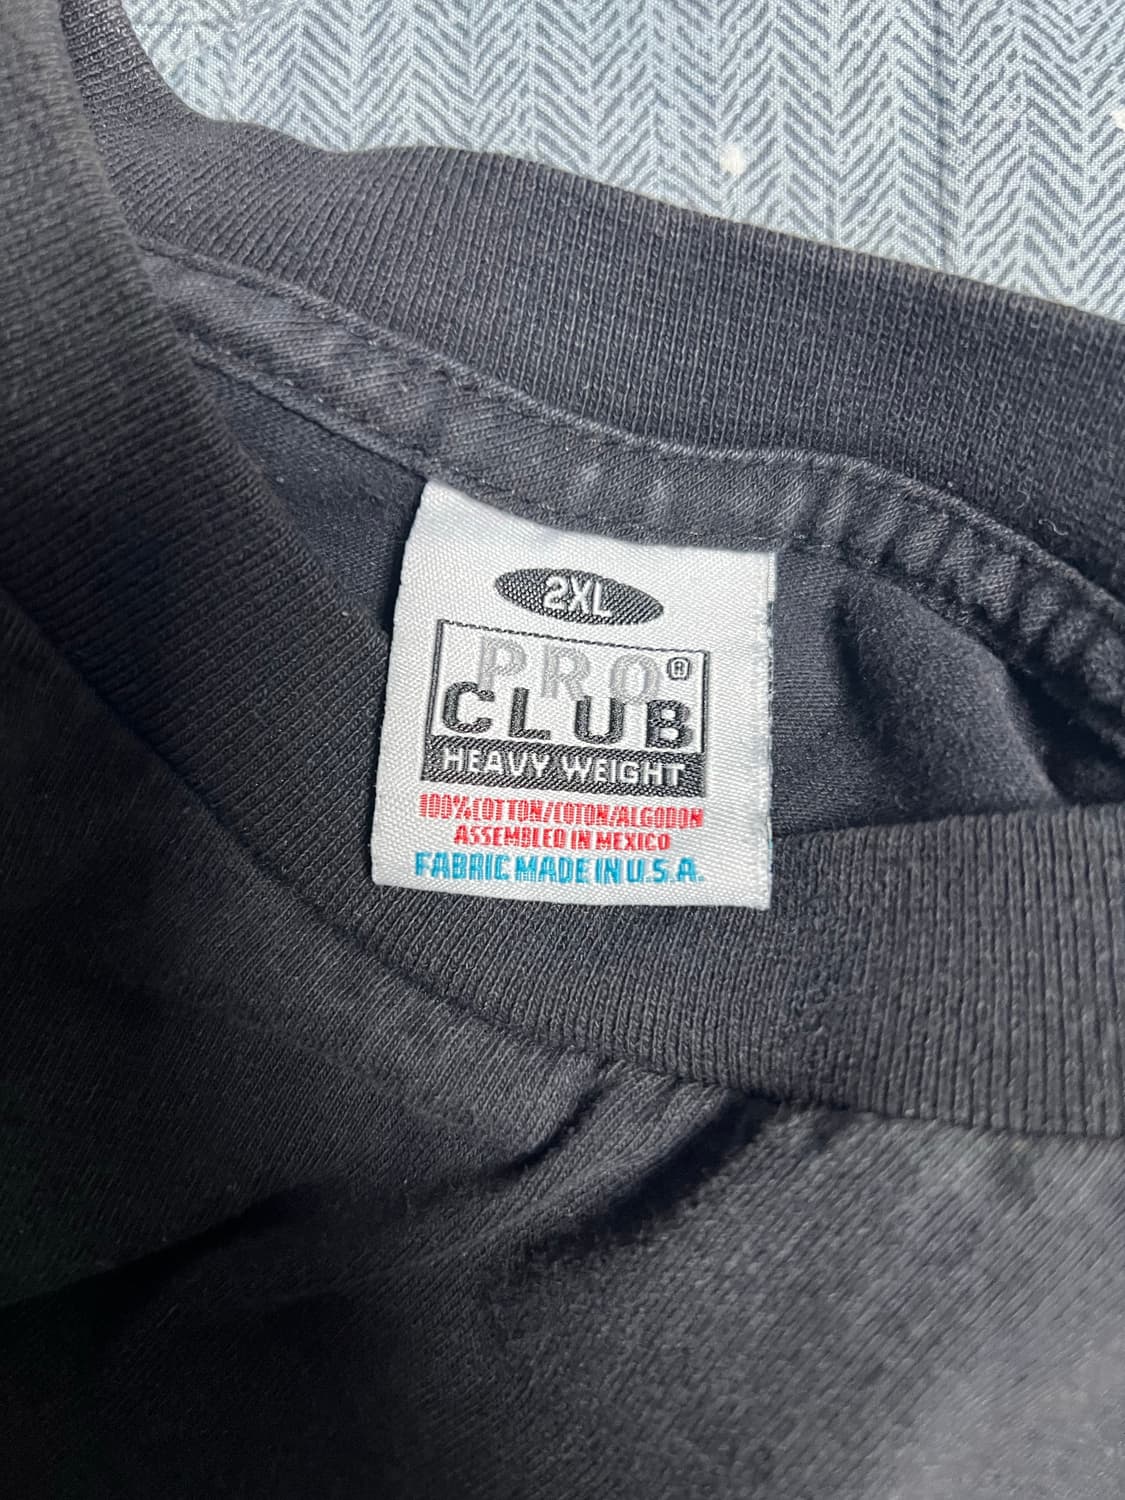 2XL
PRO®
CLUB
HEAVY WEIGHT
100% COTTON/COTON/ALGODON
ASSEMBLED IN MEXICO
FABRIC MADE IN U.S.A.